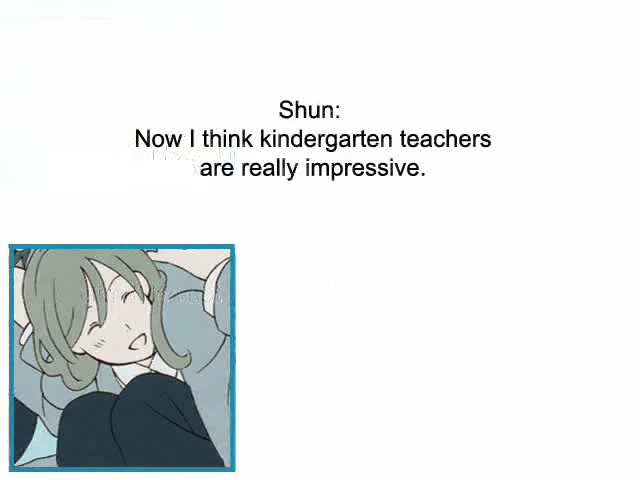 Shun:
Now I think kindergarten teachers
are really impressive.